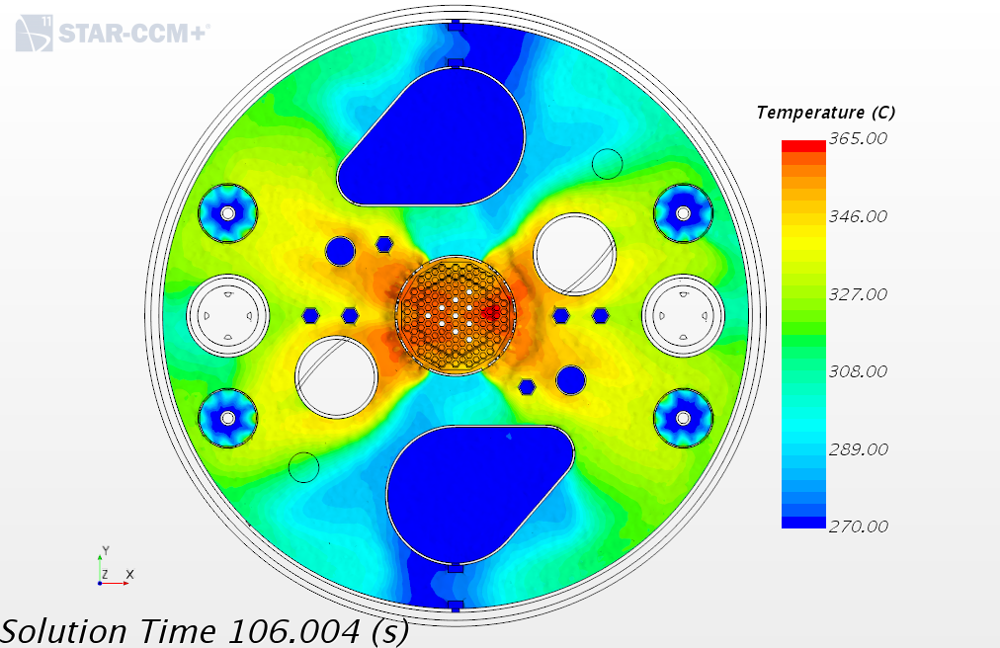 11
STAR-CCM+®
Temperature (C)
365.00
346.00
327.00
308.00
289.00
270.00
Y
Z X
Solution Time 106.004 (s)